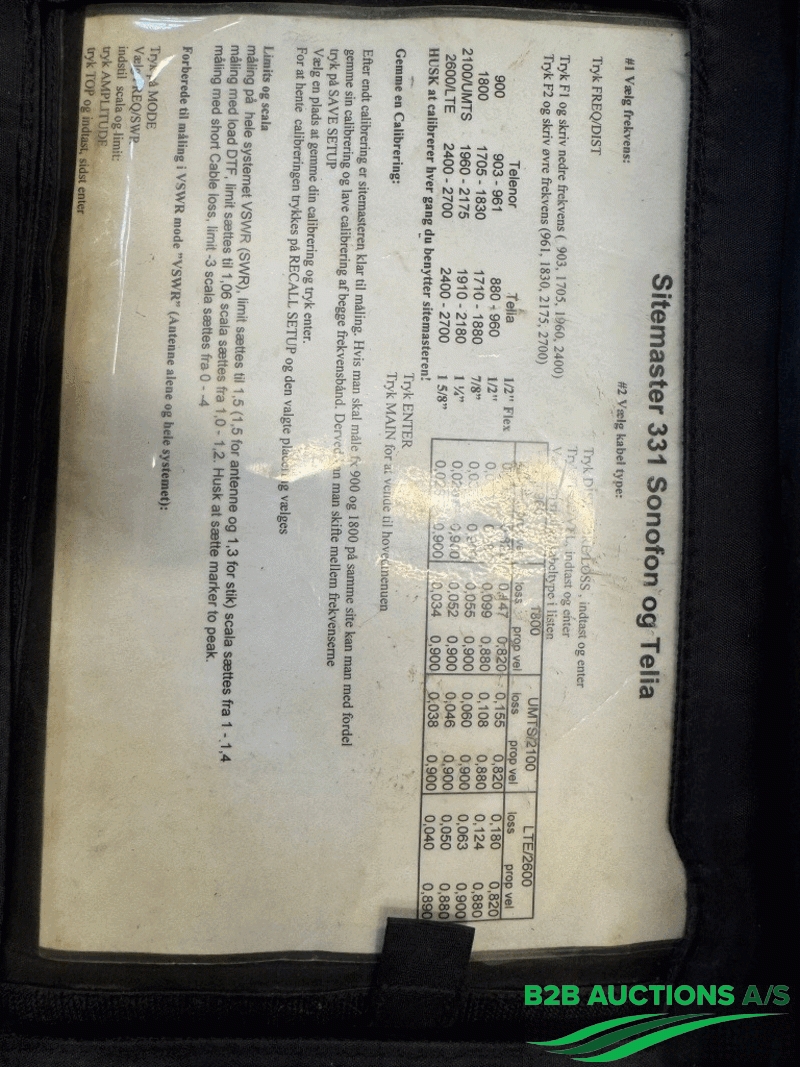 Sitemaster 331 Sonofon og Telia
#1 Vælg frekvens:
#2 Vælg kabel type:
Tryk FREQ/DIST
Tryk F1 og skriv nedre frekvens ( 903, 1705, 1960, 2400)
Tryk F2 og skriv øvre frekvens (961, 1830, 2175, 2700)
LOSS , indtast og enter
indtast og enter
i listen
1800 UMTS/2100 LTE/2600
loss prop vel loss prop vel loss prop vel
Telenor Telia
900 903 - 961 880 - 960 1/2" Flex 0,147 0,820 0,155 0,820 0,180 0,820
1800 1705 - 1830 1710 - 1880 1/2" 0,099 0,880 0,108 0,880 0,124 0,880
2100/UMTS 1960 - 2175 1910 - 2180 7/8" 0,055 0,900 0,060 0,900 0,063 0,900
2600/LTE 2400 - 2700 2400 - 2700 1 ¼" 0,052 0,900 0,046 0,900 0,050 0,880
1 5/8" 0,900 0,034 0,900 0,038 0,900 0,040 0,890
HUSK at calibrerer hver gang du benytter sitemasteren!
Tryk ENTER
Tryk MAIN for at vende til hovedmenuen
Gemme en Calibrering:
Efter endt calibrering er sitemasteren klar til måling. Hvis man skal måle fx 900 og 1800 på samme site kan man med fordel
gemme sin calibrering og lave calibrering af begge frekvensbånd. man skifte mellem frekvenserne
tryk på SAVE SETUP
Vælg en plads at gemme din calibrering og tryk enter.
For at hente calibreringen trykkes på RECALL SETUP og den valgte placering vælges
Limits og scala
måling på hele systemet VSWR (SWR), limit sættes til 1,5 (1,5 for antenne og 1,3 for stik) scala sættes fra 1 - 1,4
måling med load DTF, limit sættes til 1,06 scala sættes fra 1,0 - 1,2. Husk at sætte marker to peak.
måling med short Cable loss, limit -3 scala sættes fra 0 - -4
Forberede til måling i VSWR mode "VSWR" (Antenne alene og hele systemet):
Tryk på MODE
Vælg FREQ/SWR
indstil scala og limit:
tryk AMPLITUDE
tryk TOP og indtast, sidst enter
B2B AUCTIONS A/S